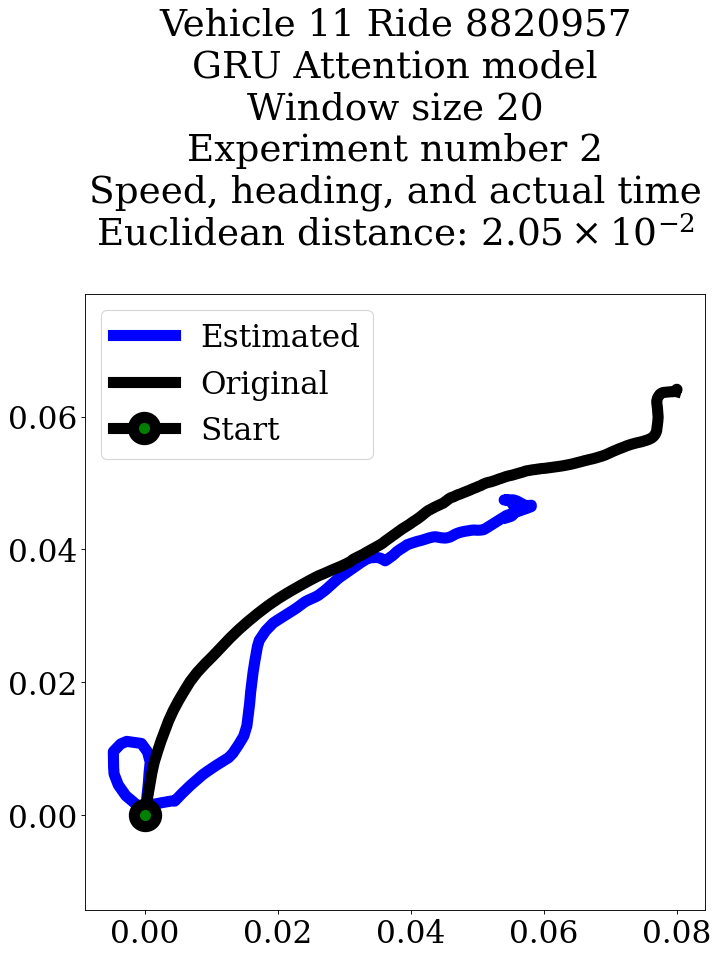 Vehicle 11 Ride 8820957
GRU Attention model
Window size 20
Experiment number 2
Speed, heading, and actual time
Euclidean distance: 2.05 × 10⁻²
Estimated
Original
Start
0.06
0.04
0.02
0.00
0.00 0.02 0.04 0.06 0.08